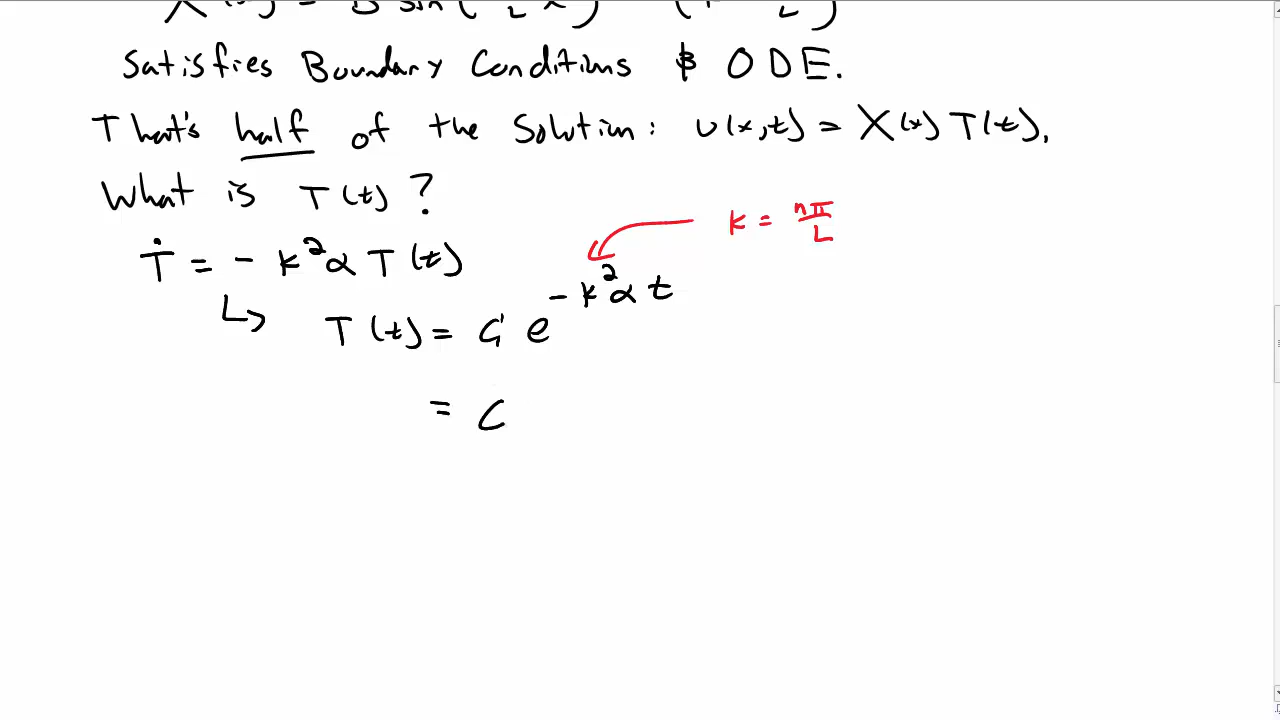 Satisfies Boundary Conditions & ODE.
That's half of the solution: u(x,t) = X(x) T(t).
What is T(t)?
k = nπ/L
Ṫ = - k²α T(t)
↳ T(t) = G e^{-k²αt}
= C